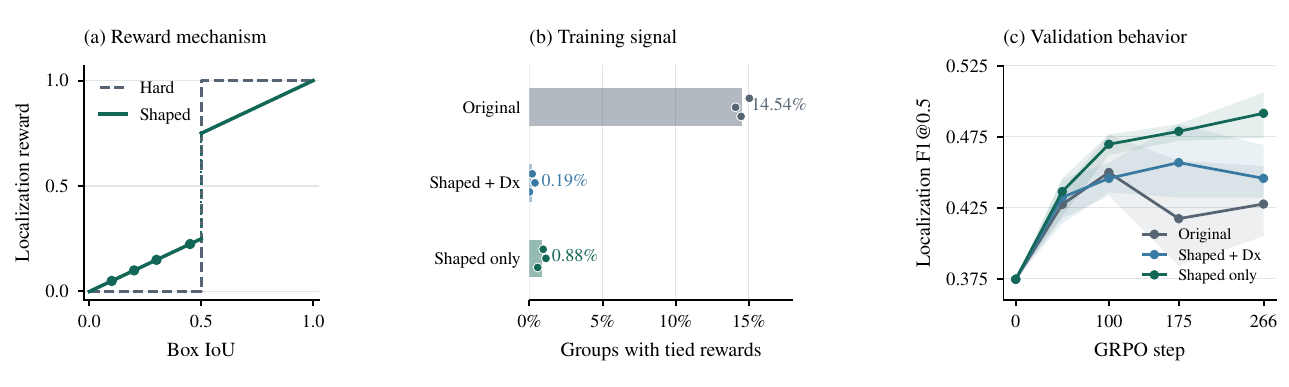 (a) Reward mechanism
Localization reward
1.0
0.5
0.0
Hard
Shaped
0.0
0.5
1.0
Box IoU
(b) Training signal
Original
14.54%
Shaped + Dx
0.19%
Shaped only
0.88%
0%
5%
10%
15%
Groups with tied rewards
(c) Validation behavior
Localization F1@0.5
0.525
0.475
0.425
0.375
Original
Shaped + Dx
Shaped only
0
100
175
266
GRPO step